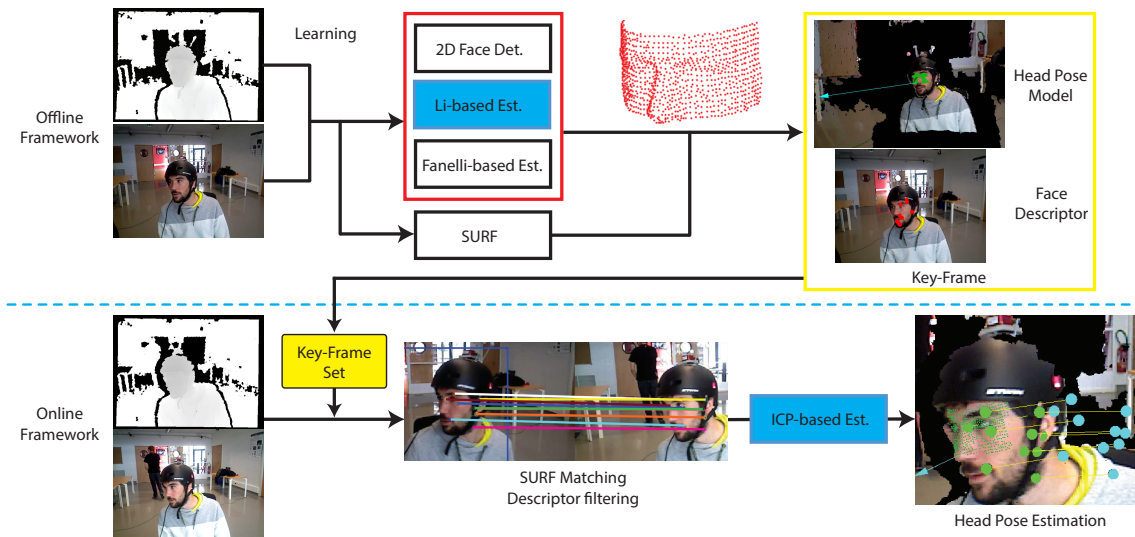 Learning
Offline
Framework
2D Face Det.
Li-based Est.
Fanelli-based Est.
SURF
Head Pose
Model
Face
Descriptor
Key-Frame
Online
Framework
Key-Frame
Set
SURF Matching
Descriptor filtering
ICP-based Est.
Head Pose Estimation